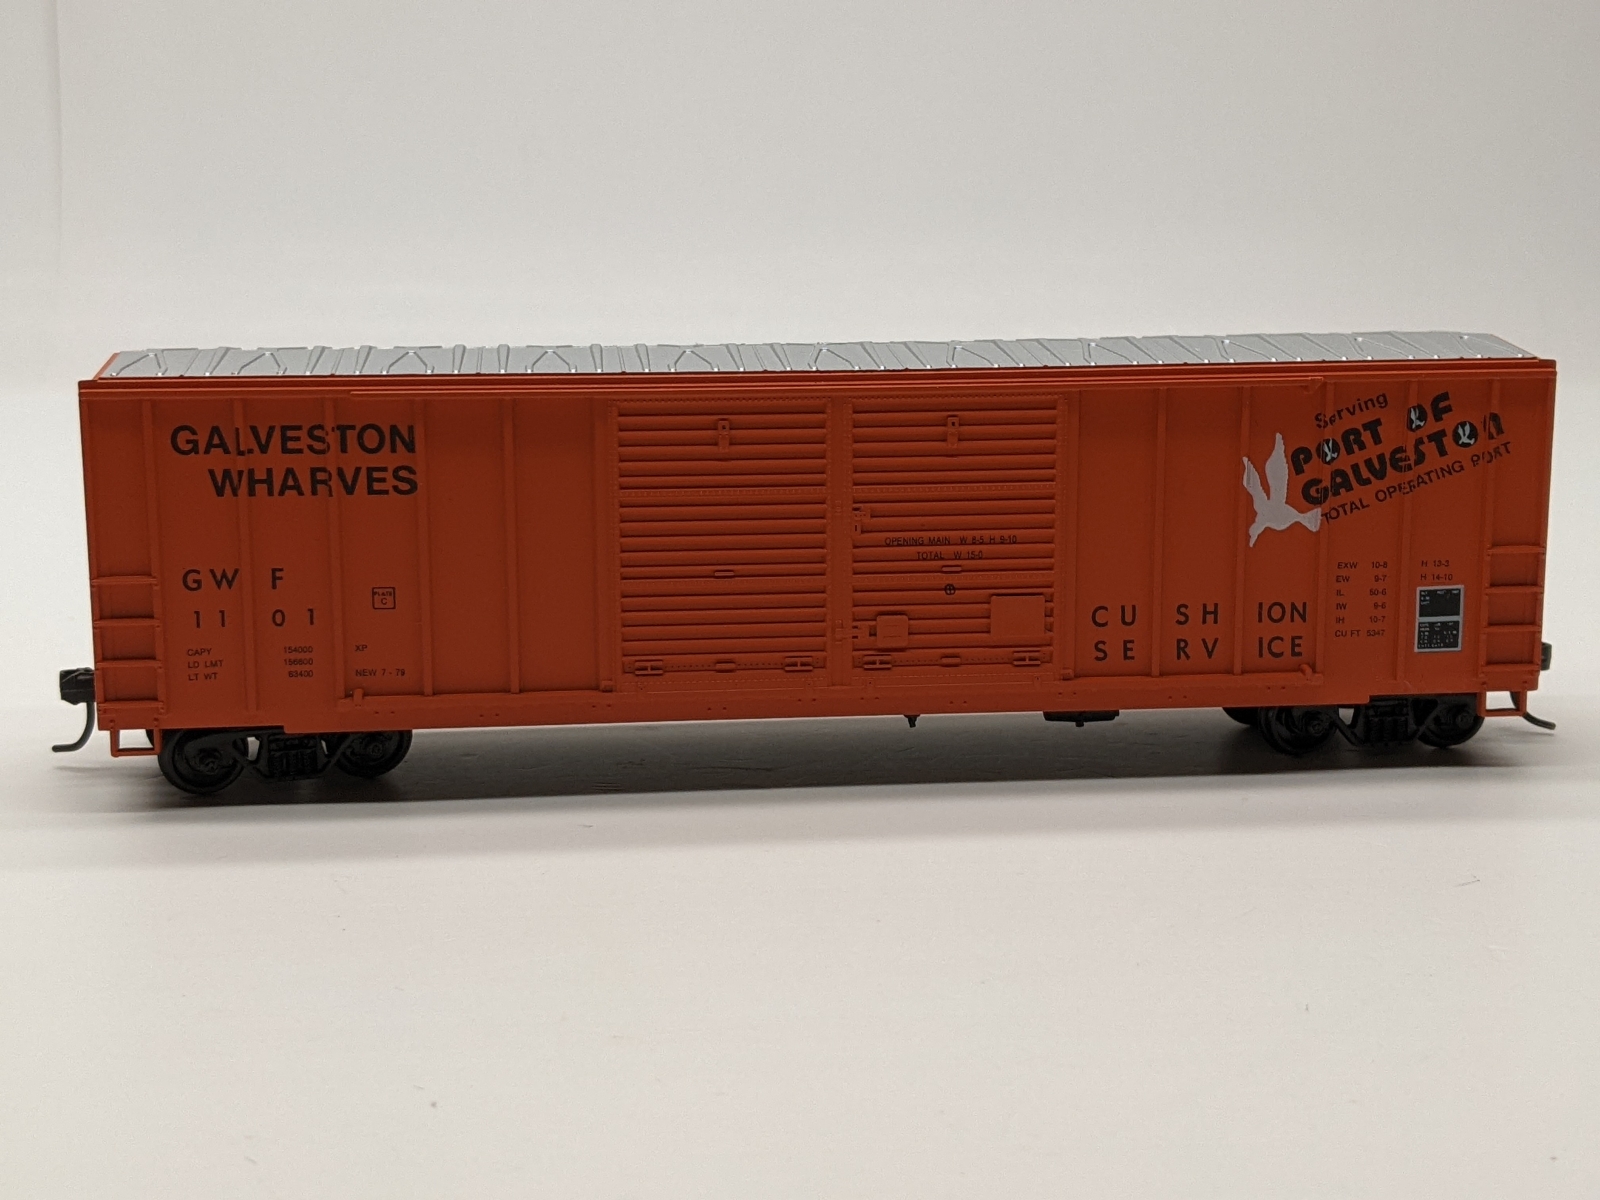 GALVESTON
WHARVES
GWF
1101
PLATE
C
CAPY 154000
LD LMT 156600
LT WT 63400
XP
NEW 7-79
OPENING MAIN W 8-5 H 9-10
TOTAL W 15-0
CUSHION
SERVICE
Serving
PORT OF
GALVESTON
TOTAL OPERATING PORT
EXW 10-8 H 13-3
EW 9-7 H 14-10
IL 50-6
IW 9-6
IH 10-7
CU FT 5347